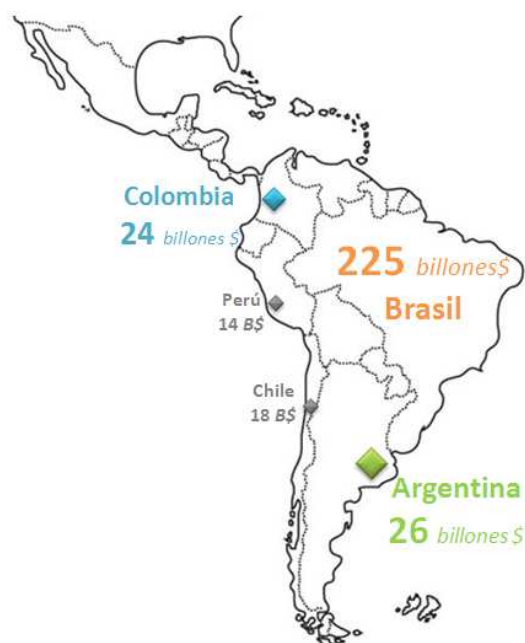 Colombia
24 billones $
225 billones$
Brasil
Perú
14 B$
Chile
18 B$
Argentina
26 billones $